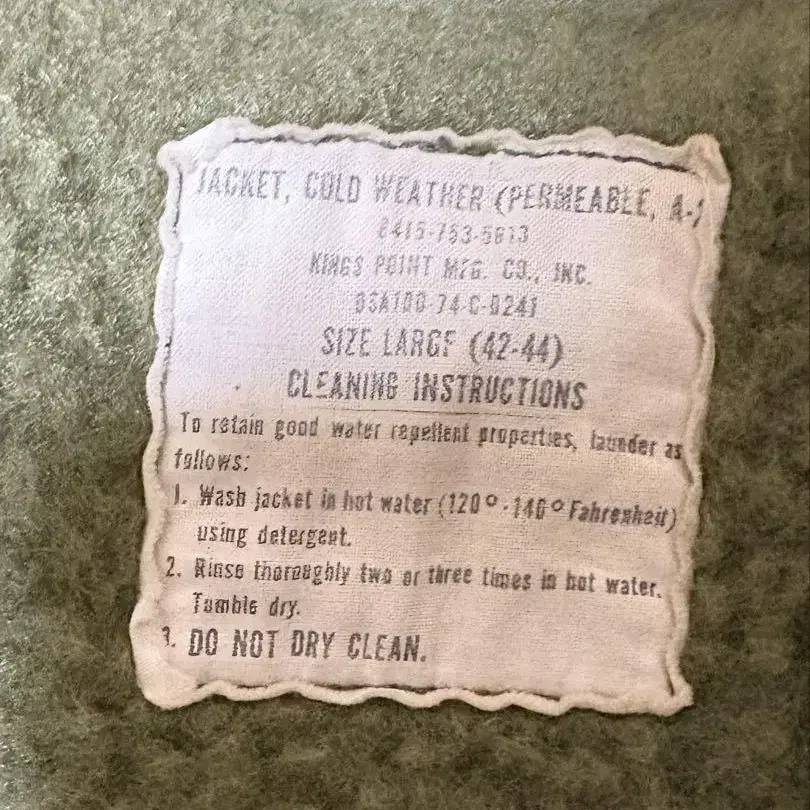 JACKET, COLD WEATHER (PERMEABLE, A-
8415-753-5613
KINGS POINT MFG. CO., INC.
DSA100-74-C-0241
SIZE LARGE (42-44)
CLEANING INSTRUCTIONS
To retain good water repellent properties, launder as
follows:
1. Wash jacket in hot water (120° - 140° Fahrenheit)
using detergent.
2. Rinse thoroughly two or three times in hot water.
Tumble dry.
3. DO NOT DRY CLEAN.